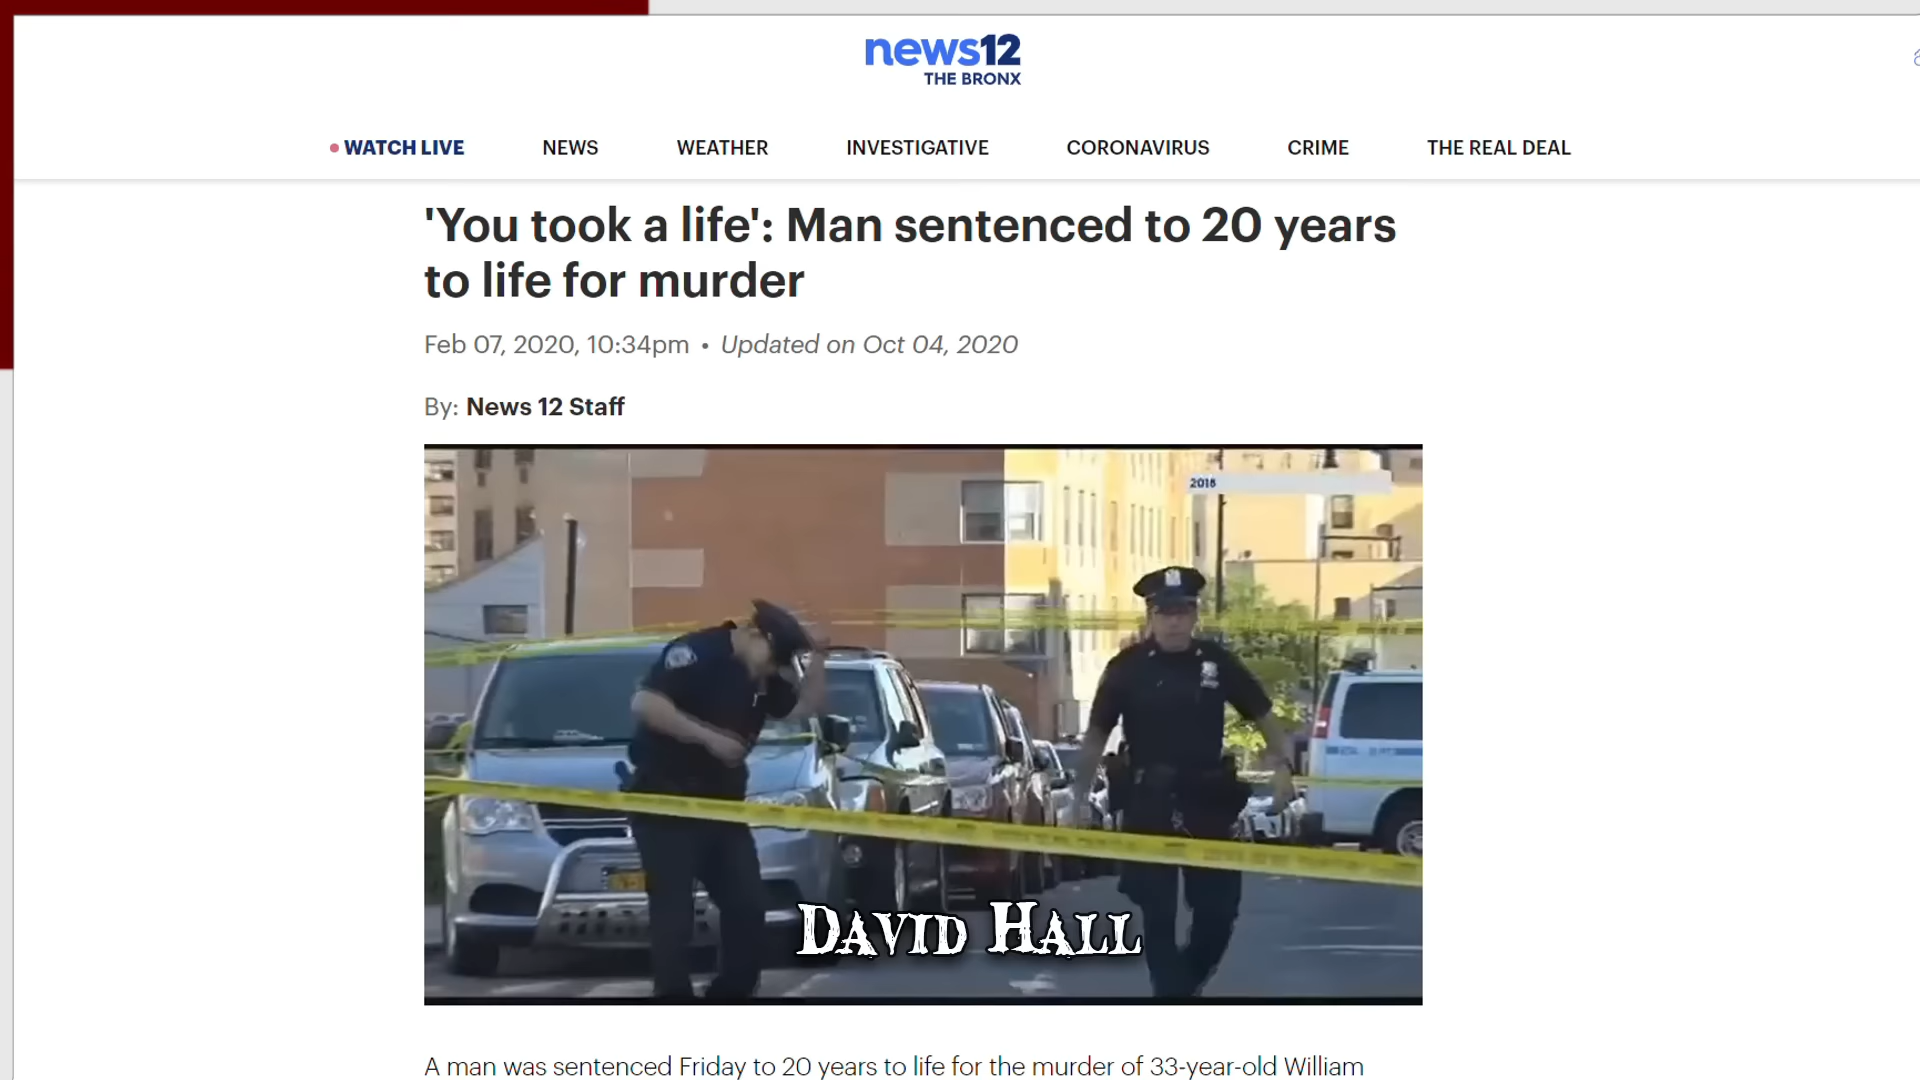 news12
THE BRONX
WATCH LIVE NEWS WEATHER INVESTIGATIVE CORONAVIRUS CRIME THE REAL DEAL
'You took a life': Man sentenced to 20 years
to life for murder
Feb 07, 2020, 10:34pm • Updated on Oct 04, 2020
By: News 12 Staff
2018
DAVID HALL
A man was sentenced Friday to 20 years to life for the murder of 33-year-old William